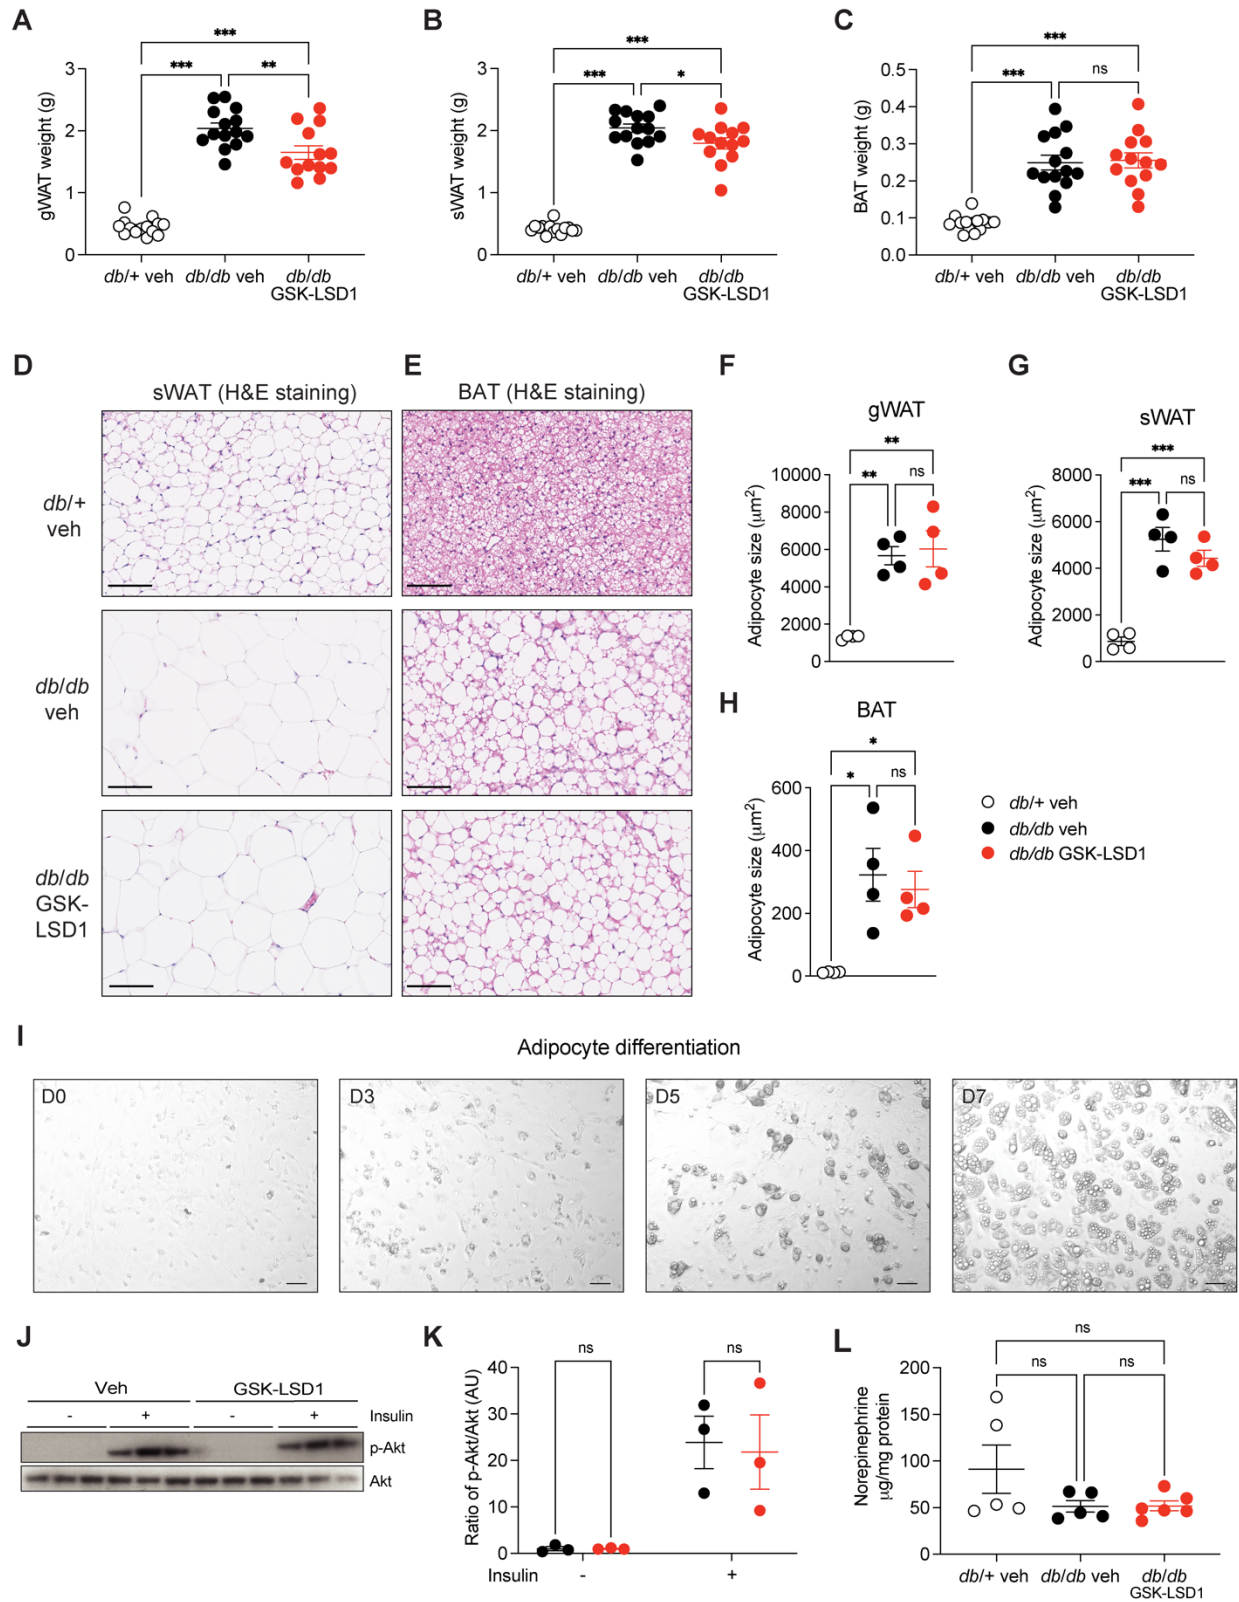 A
gWAT weight (g)
3
2
1
0
***
***
**
db/+ veh
db/db veh
db/db
GSK-LSD1
B
sWAT weight (g)
3
2
1
0
***
***
*
db/+ veh
db/db veh
db/db
GSK-LSD1
C
BAT weight (g)
0.5
0.4
0.3
0.2
0.1
0.0
***
***
ns
db/+ veh
db/db veh
db/db
GSK-LSD1
D
sWAT (H&E staining)
E
BAT (H&E staining)
db/+
veh
db/db
veh
db/db
GSK-
LSD1
F
gWAT
Adipocyte size (μm²)
10000
8000
6000
4000
2000
0
**
**
ns
G
sWAT
Adipocyte size (μm²)
8000
6000
4000
2000
0
***
***
ns
H
BAT
Adipocyte size (μm²)
600
400
200
0
*
*
ns
db/+ veh
db/db veh
db/db GSK-LSD1
I
Adipocyte differentiation
D0
D3
D5
D7
J
Veh
GSK-LSD1
- + - + Insulin
p-Akt
Akt
K
Ratio of p-Akt/Akt (AU)
40
30
20
10
0
ns
ns
Insulin - +
L
Norepinephrine
μg/mg protein
200
150
100
50
0
ns
ns
ns
db/+ veh
db/db veh
db/db
GSK-LSD1